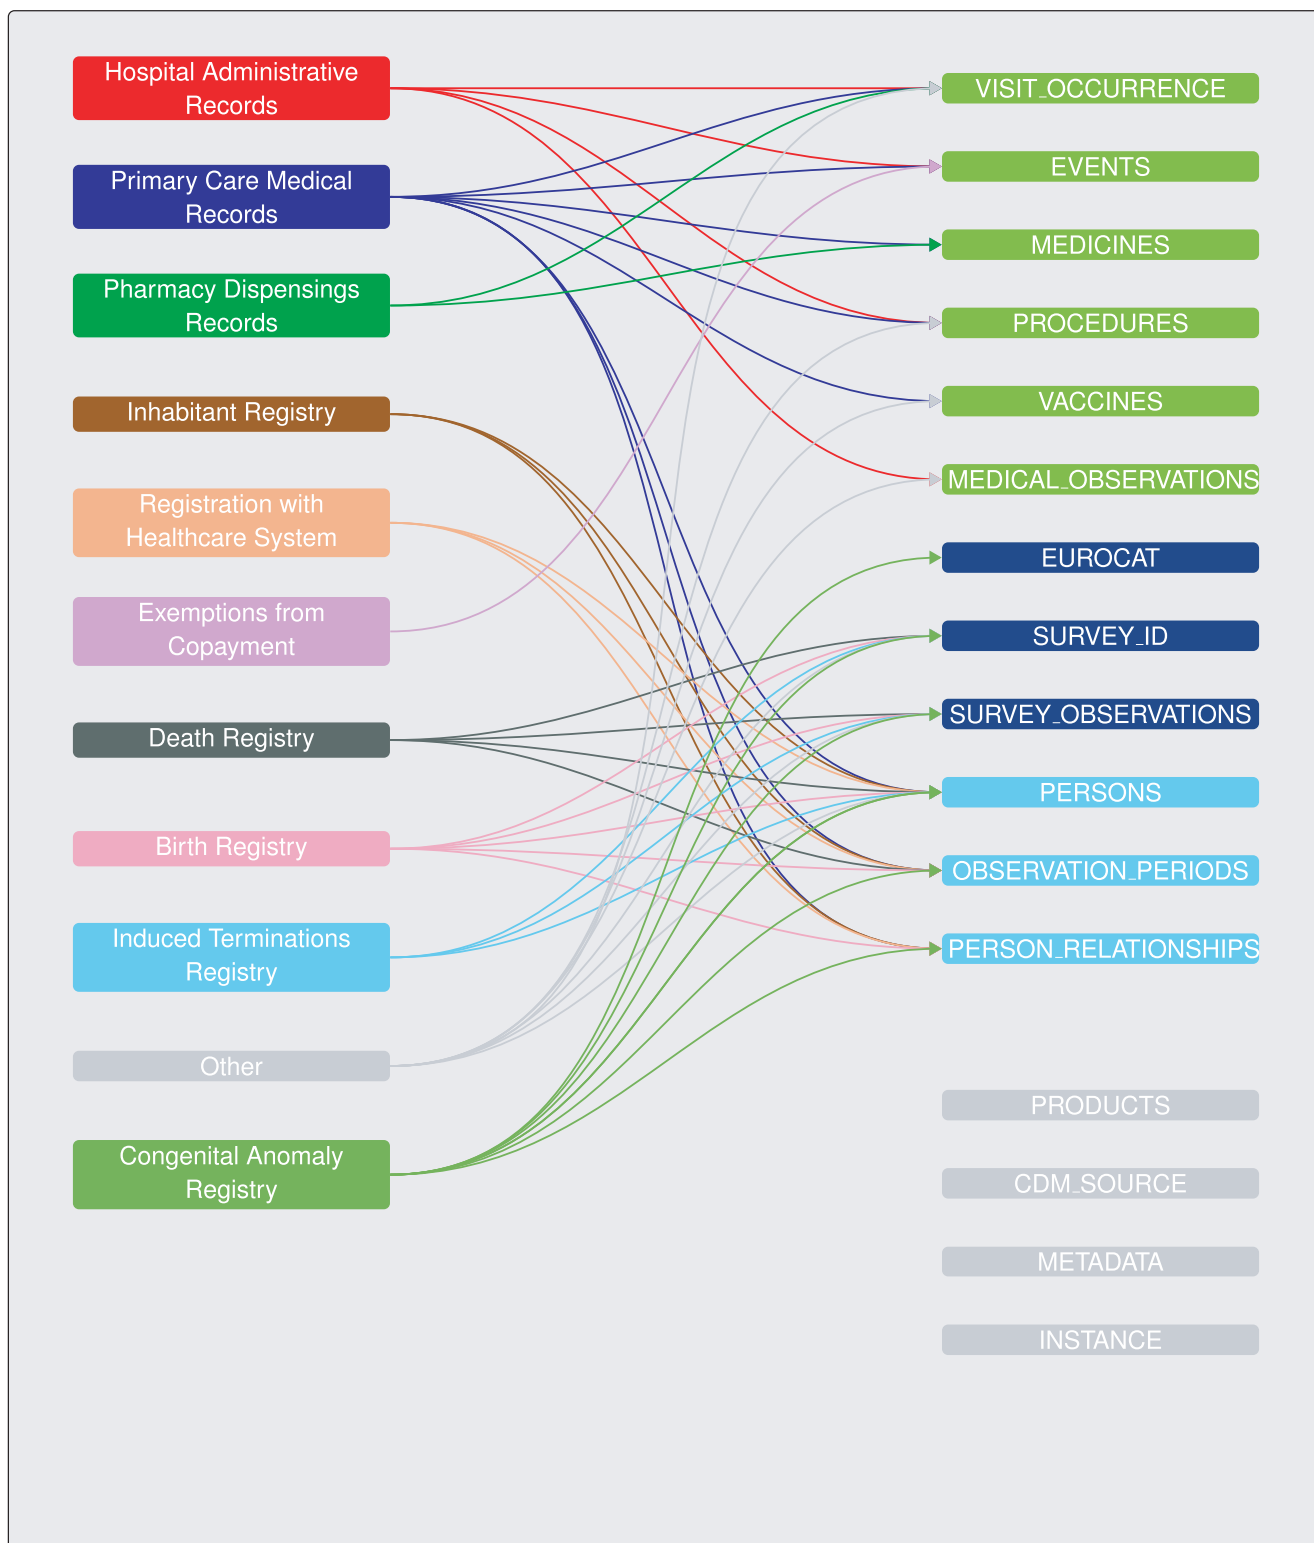 Hospital Administrative
Records
Primary Care Medical
Records
Pharmacy Dispensings
Records
Inhabitant Registry
Registration with
Healthcare System
Exemptions from
Copayment
Death Registry
Birth Registry
Induced Terminations
Registry
Other
Congenital Anomaly
Registry
VISIT_OCCURRENCE
EVENTS
MEDICINES
PROCEDURES
VACCINES
MEDICAL_OBSERVATIONS
EUROCAT
SURVEY_ID
SURVEY_OBSERVATIONS
PERSONS
OBSERVATION_PERIODS
PERSON_RELATIONSHIPS
PRODUCTS
CDM_SOURCE
METADATA
INSTANCE